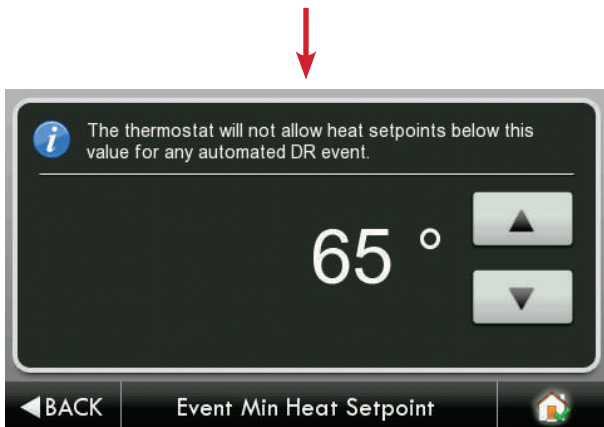 The thermostat will not allow heat setpoints below this
value for any automated DR event.
65 °
BACK
Event Min Heat Setpoint